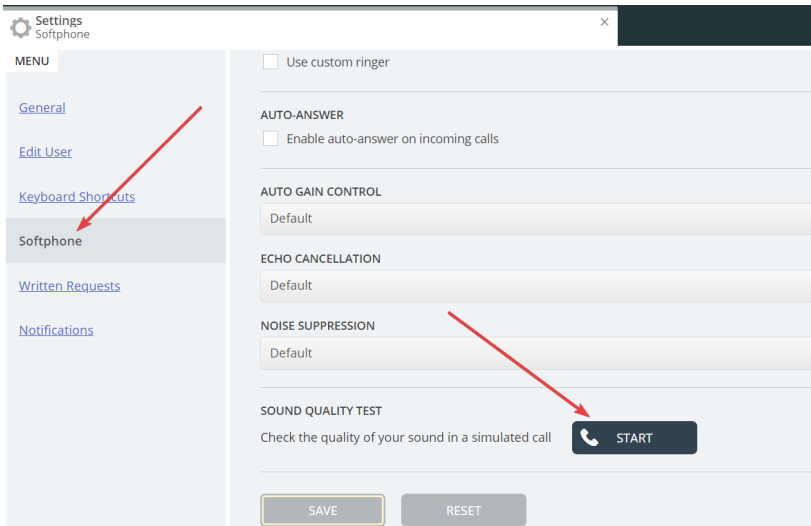 Settings
Softphone
×
MENU
General
Edit User
Keyboard Shortcuts
Softphone
Written Requests
Notifications
Use custom ringer
AUTO-ANSWER
Enable auto-answer on incoming calls
AUTO GAIN CONTROL
Default
ECHO CANCELLATION
Default
NOISE SUPPRESSION
Default
SOUND QUALITY TEST
Check the quality of your sound in a simulated call
START
SAVE
RESET